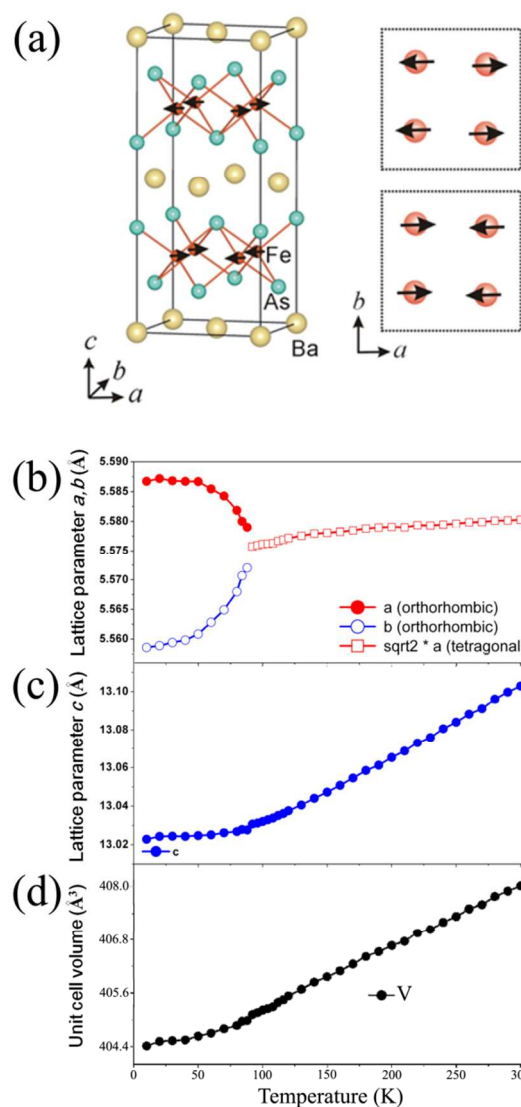 (a)
Fe
As
Ba
c
b
a
b
a
(b)
Lattice parameter a,b (Å)
5.590
5.585
5.580
5.575
5.570
5.565
5.560
a (orthorhombic)
b (orthorhombic)
sqrt2 * a (tetragonal
(c)
Lattice parameter c (Å)
13.10
13.08
13.06
13.04
13.02
c
(d)
Unit cell volume (Å³)
408.0
406.8
405.6
404.4
V
0 50 100 150 200 250 300
Temperature (K)